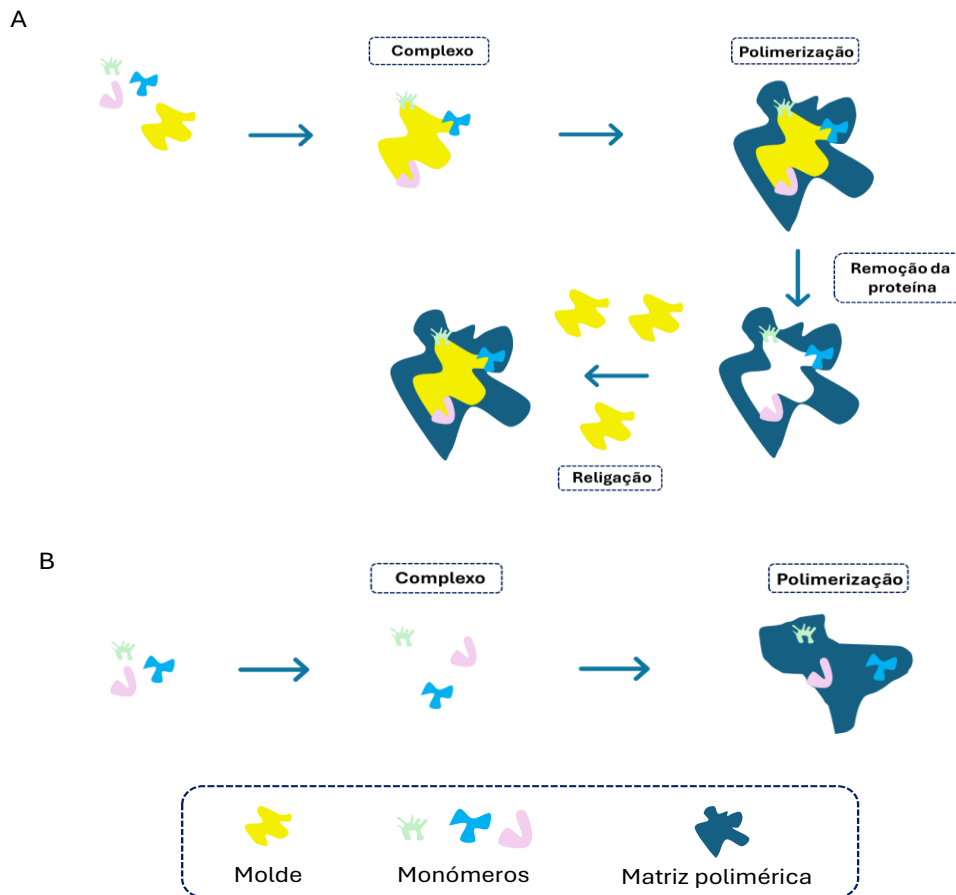 A
Complexo
Polimerização
Remoção da
proteína
Religação
B
Complexo
Polimerização
Molde
Monómeros
Matriz polimérica